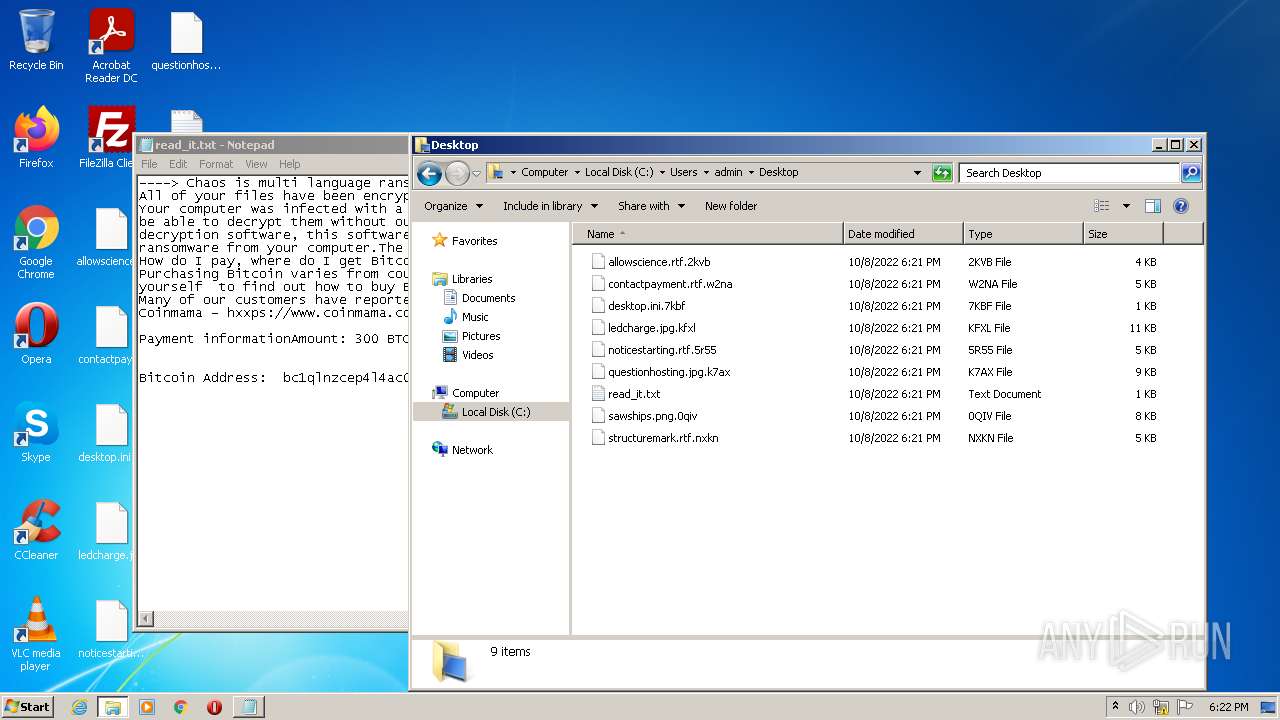 Recycle Bin
Acrobat
Reader DC
questionhos...
Firefox
FileZilla Clie
Google
Chrome
allowscience
Opera
contactpay
Skype
desktop.ini
CCleaner
ledcharge.j
VLC media
player
noticestarti...
read_it.txt - Notepad
File Edit Format View Help
----> Chaos is multi language rans
All of your files have been encryp
Your computer was infected with a
be able to decrypt them without o
decryption software, this software
ransomware from your computer.The
How do I pay, where do I get Bitco
Purchasing Bitcoin varies from cou
yourself to find out how to buy B
Many of our customers have reporte
Coinmama - hxxps://www.coinmama.co
Payment informationAmount: 300 BTC
Bitcoin Address:
Desktop
Computer Local Disk (C:) Users admin Desktop
Search Desktop
Organize Include in library Share with New folder
Favorites
Libraries
Documents
Music
Pictures
Videos
Computer
Local Disk (C:)
Network
Name Date modified Type Size
allowscience.rtf.2kvb 10/8/2022 6:21 PM 2KVB File 4 KB
contactpayment.rtf.w2na 10/8/2022 6:21 PM W2NA File 5 KB
desktop.ini.7kbf 10/8/2022 6:21 PM 7KBF File 1 KB
ledcharge.jpg.kfxl 10/8/2022 6:21 PM KFXL File 11 KB
noticestarting.rtf.5r55 10/8/2022 6:21 PM 5R55 File 5 KB
questionhosting.jpg.k7ax 10/8/2022 6:21 PM K7AX File 9 KB
read_it.txt 10/8/2022 6:21 PM Text Document 1 KB
sawships.png.0qiv 10/8/2022 6:21 PM 0QIV File 8 KB
structuremark.rtf.nxkn 10/8/2022 6:21 PM NXKN File 5 KB
9 items
ANY RUN
Start
6:22 PM